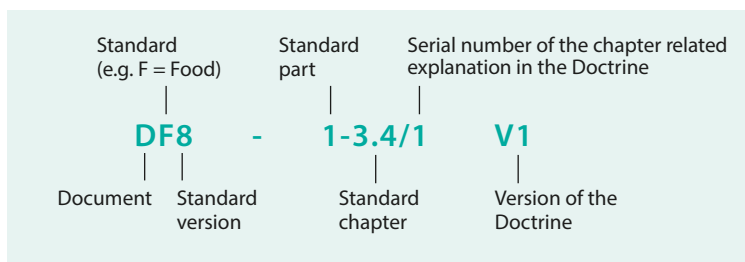 Standard
(e.g. F = Food)
Standard
part
Serial number of the chapter related
explanation in the Doctrine
DF8 - 1-3.4/1 V1
Document
Standard
version
Standard
chapter
Version of the
Doctrine